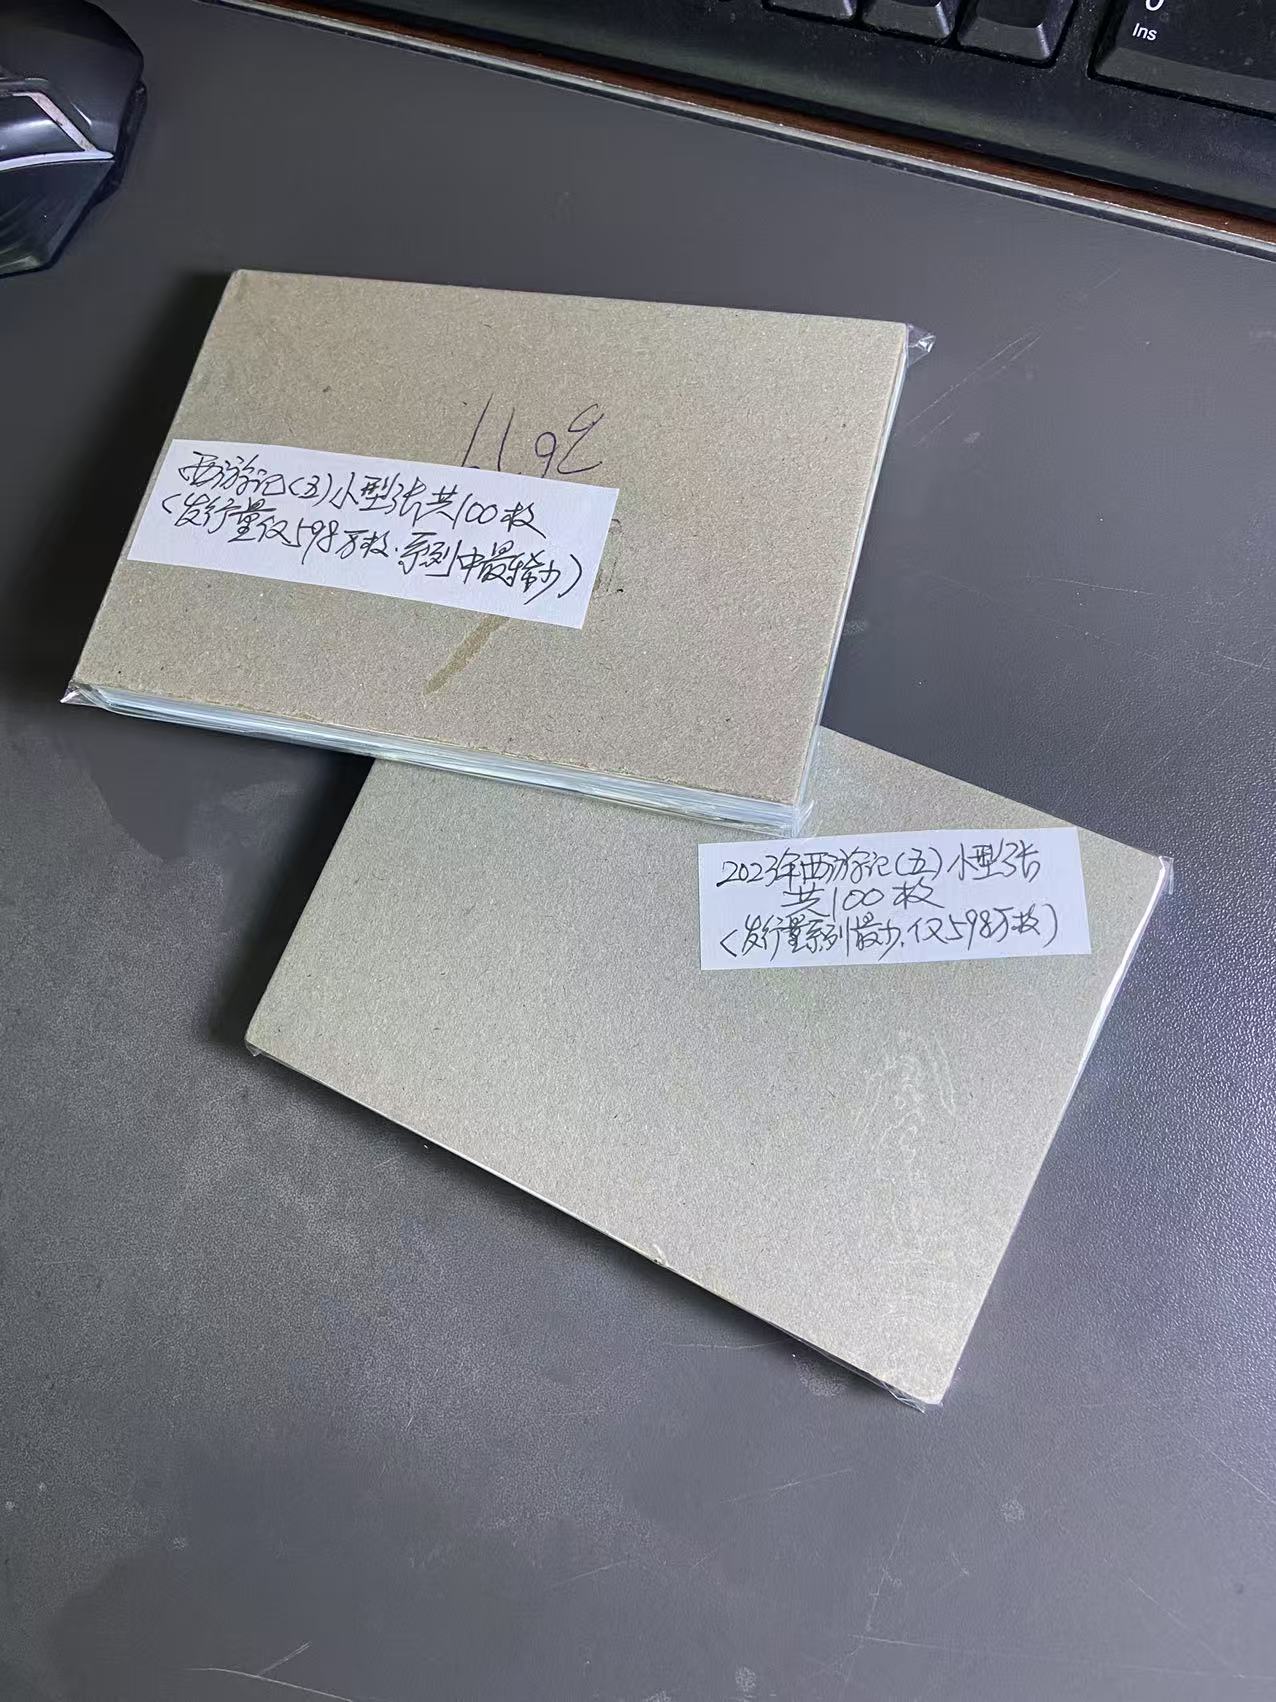 Ins
西游记(五)小型张共100枚
(发行量仅598万枚.系列中最稀少)
2023年西游记(五)小型张
共100枚
(发行量系列最少.仅598万枚)